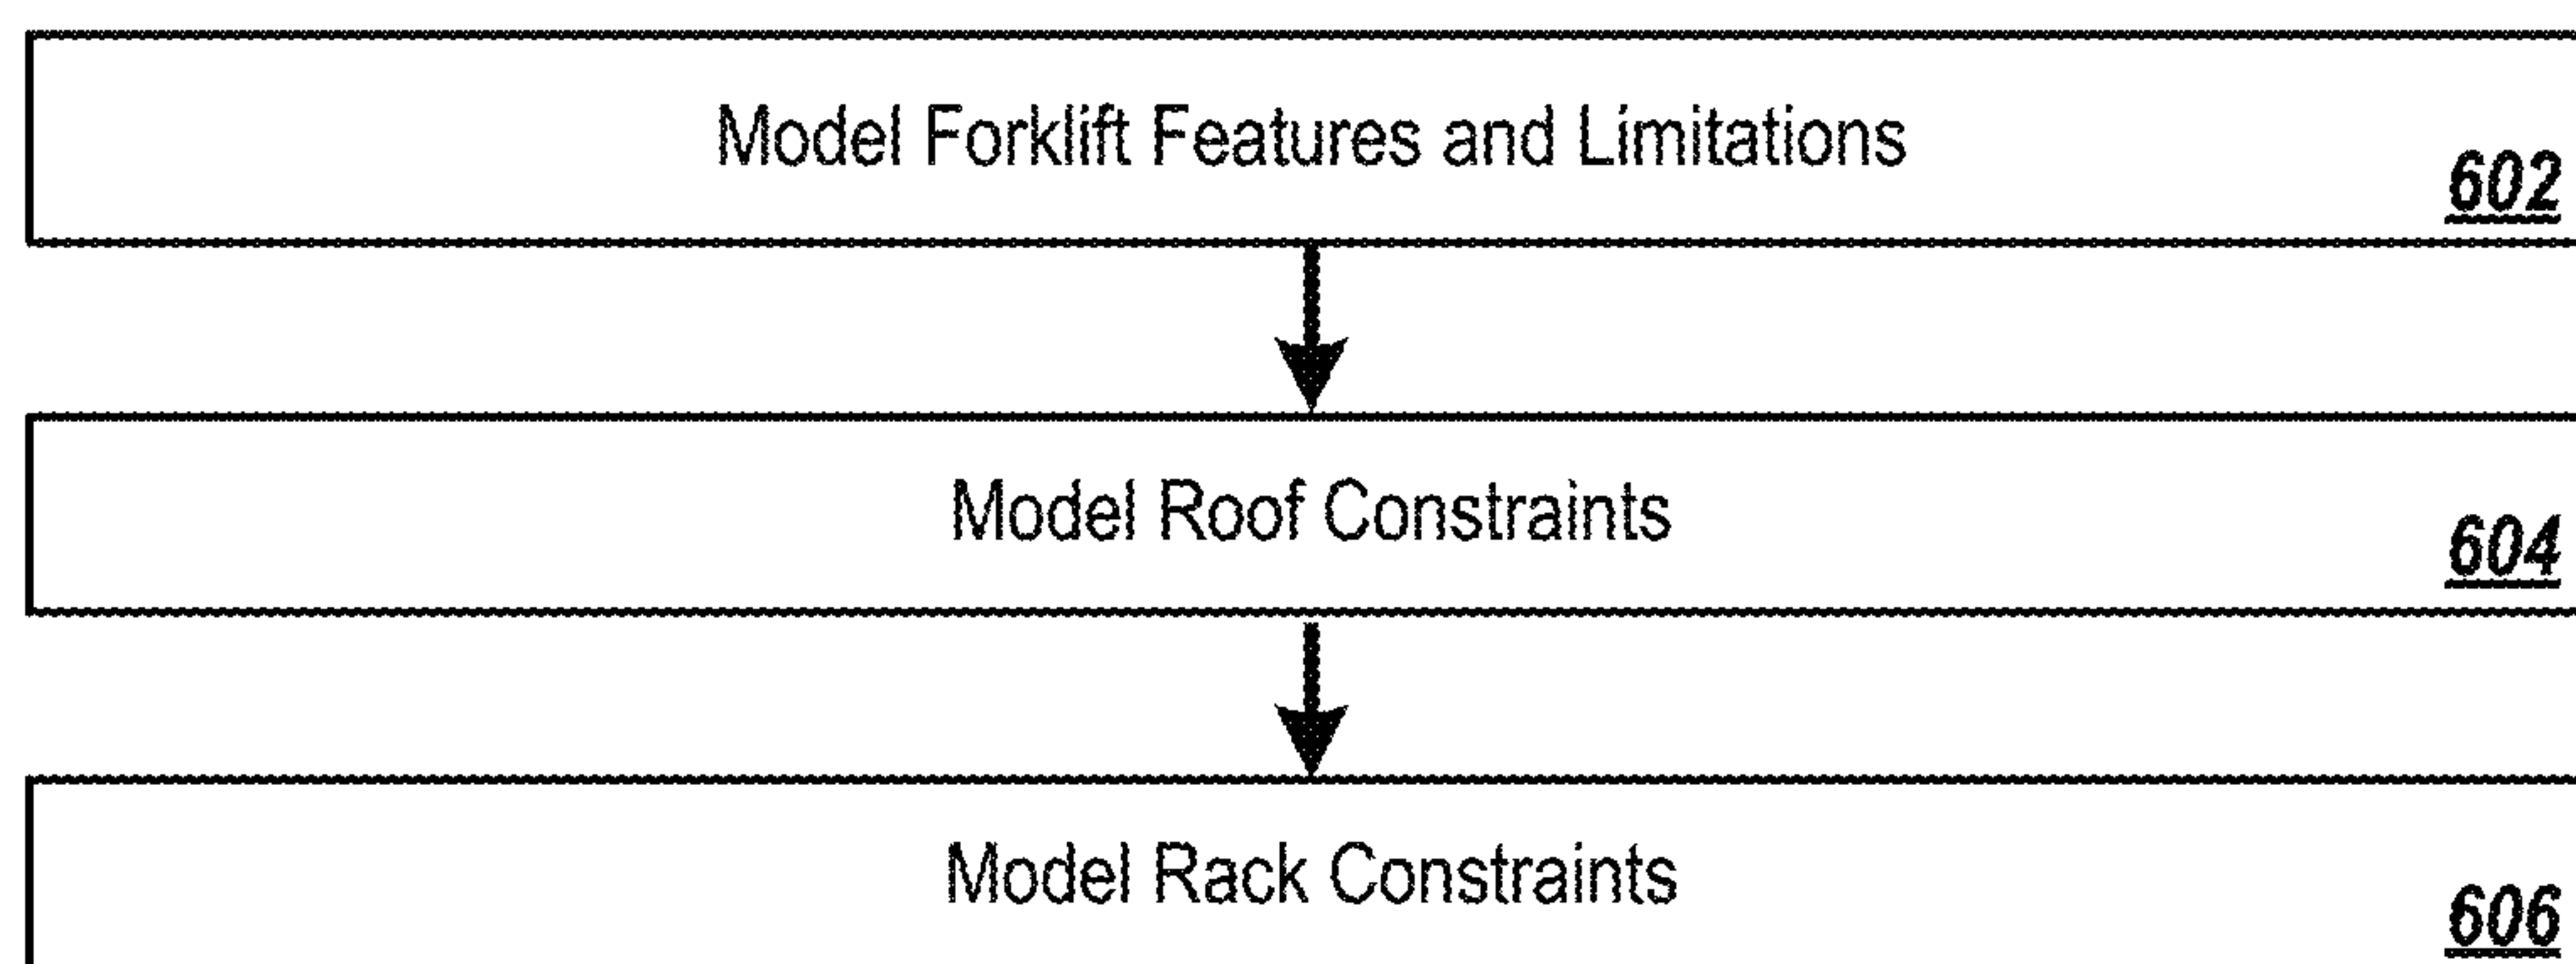 Model Forklift Features and Limitations
602
Model Roof Constraints
604
Model Rack Constraints
606